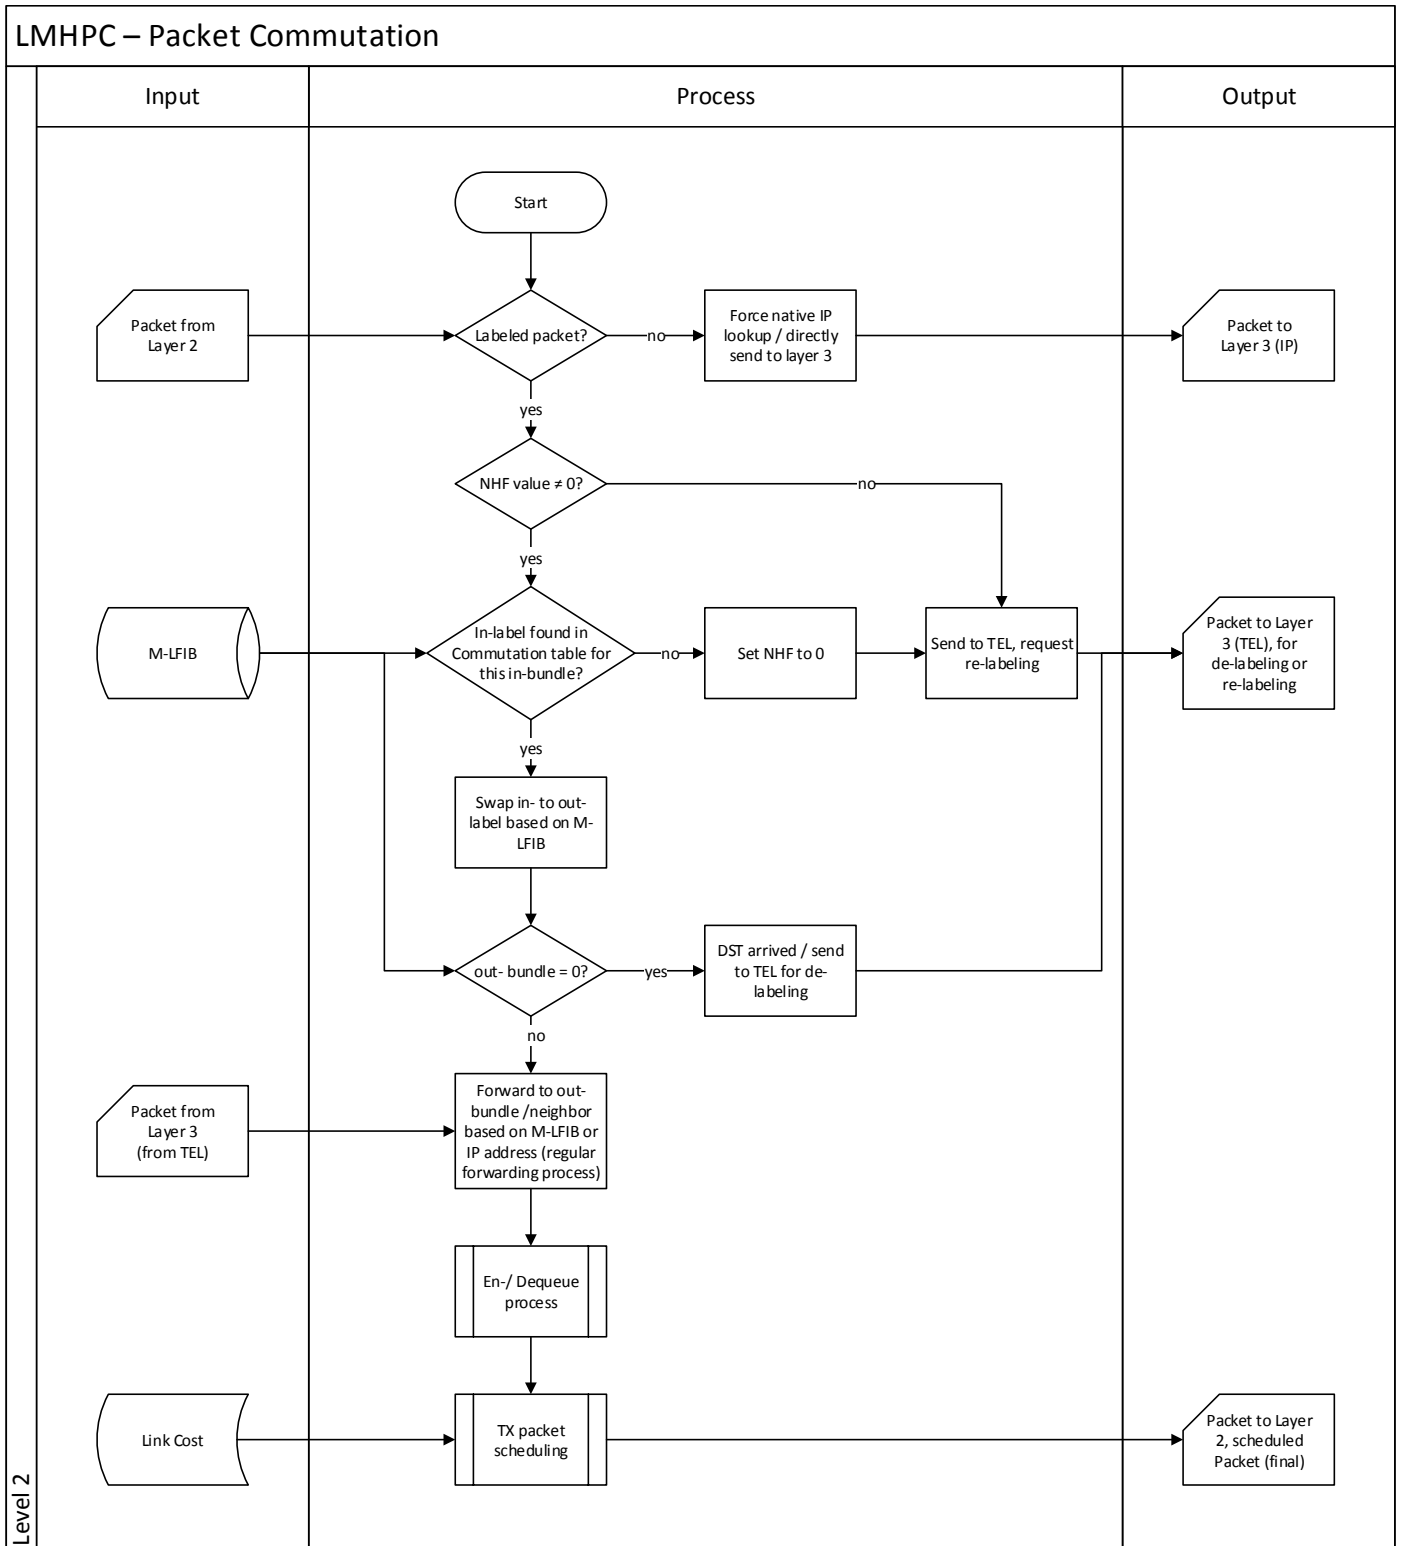 LMHPC – Packet Commutation
Input
Process
Output
Start
Packet from
Layer 2
Labeled packet?
no
Force native IP
lookup / directly
send to layer 3
Packet to
Layer 3 (IP)
yes
NHF value ≠ 0?
no
yes
M-LFIB
In-label found in
Commutation table for
this in-bundle?
no
Set NHF to 0
Send to TEL, request
re-labeling
Packet to Layer
3 (TEL), for
de-labeling or
re-labeling
yes
Swap in- to out-
label based on M-
LFIB
out- bundle = 0?
yes
DST arrived / send
to TEL for de-
labeling
no
Packet from
Layer 3
(from TEL)
Forward to out-
bundle /neighbor
based on M-LFIB or
IP address (regular
forwarding process)
En-/ Dequeue
process
Link Cost
TX packet
scheduling
Packet to Layer
2, scheduled
Packet (final)
Level 2